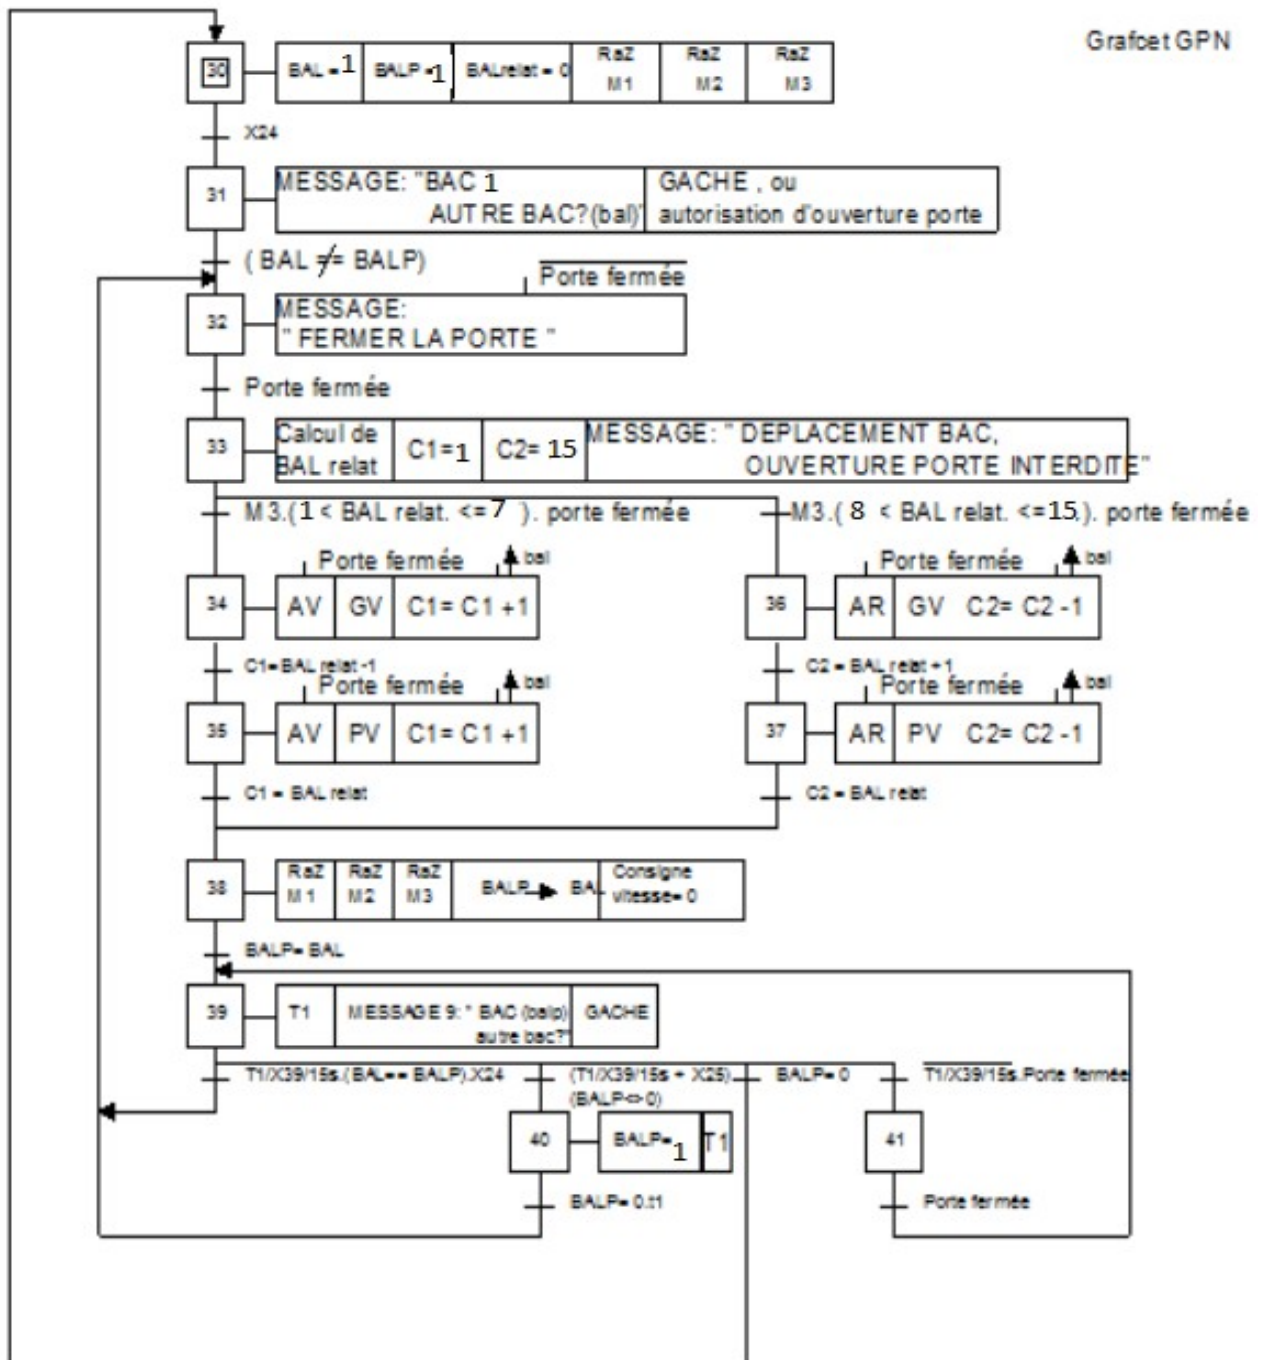 Grafcet GPN
30
BAL = 1
BALP = 1
BALrelat = 0
RaZ
M1
RaZ
M2
RaZ
M3
X24
31
MESSAGE: "BAC 1
AUTRE BAC?(bal)"
GACHE , ou
autorisation d'ouverture porte
( BAL ≠= BALP)
Porte fermée
32
MESSAGE:
" FERMER LA PORTE "
Porte fermée
33
Calcul de
BAL relat
C1=1
C2= 15
MESSAGE: " DEPLACEMENT BAC,
OUVERTURE PORTE INTERDITE"
M3.(1 < BAL relat. <=7 ). porte fermée
M3.( 8 < BAL relat. <=15.). porte fermée
Porte fermée
bal
Porte fermée
bal
34
AV
GV
C1= C1 +1
36
AR
GV
C2= C2 -1
C1=BAL relat -1
C2 = BAL relat +1
Porte fermée
bal
Porte fermée
bal
35
AV
PV
C1= C1 +1
37
AR
PV
C2= C2 -1
C1 = BAL relat
C2 = BAL relat
38
RaZ
M1
RaZ
M2
RaZ
M3
BALP
BAL
Consigne
vitesse= 0
BALP= BAL
39
T1
MESSAGE 9: " BAC (balp)
autre bac?"
GACHE
T1/X39/15s.(BAL== BALP).X24
(T1/X39/15s + X25).
(BALP<>0)
BALP= 0
T1/X39/15s.Porte fermée
40
BALP=1
T1
41
BALP= 0.t1
Porte fermée